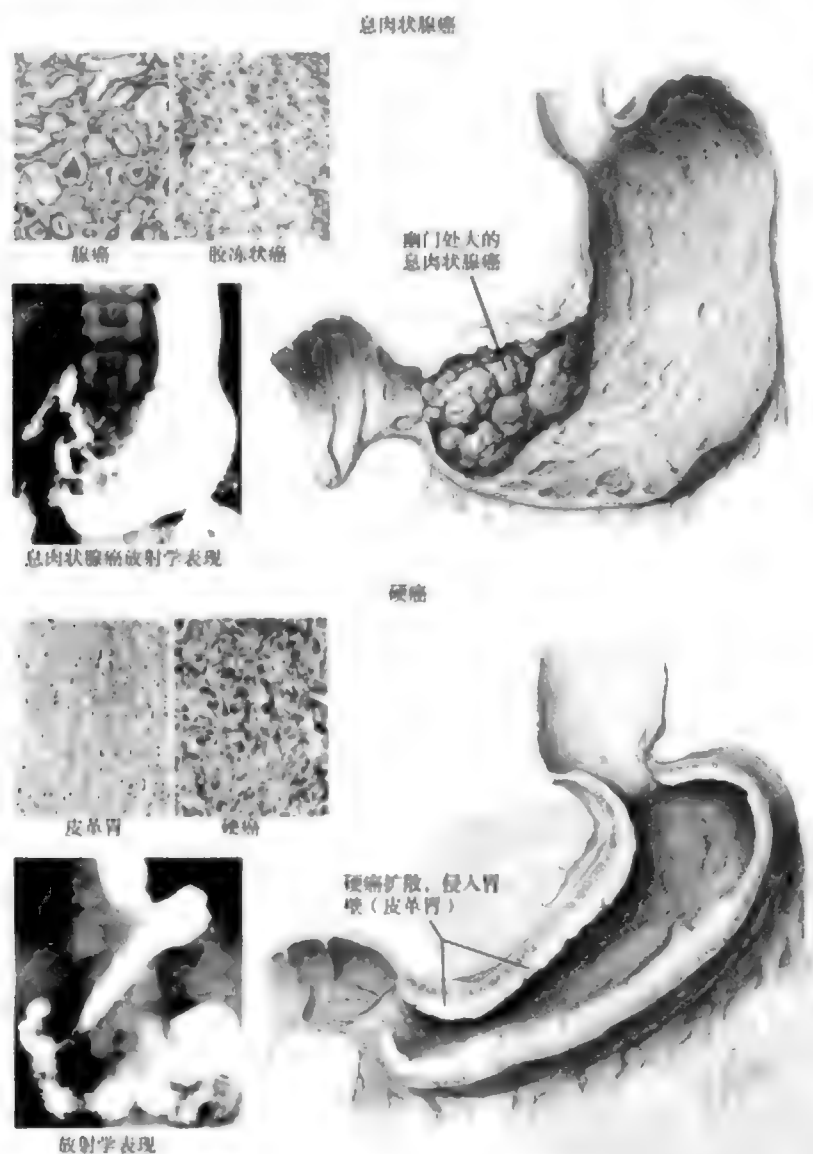 息肉状腺癌
腺癌
胶冻状癌
幽门处大的
息肉状腺癌
息肉状腺癌放射学表现
硬癌
皮革胃
硬癌
硬癌扩散，侵入胃
壁（皮革胃）
放射学表现